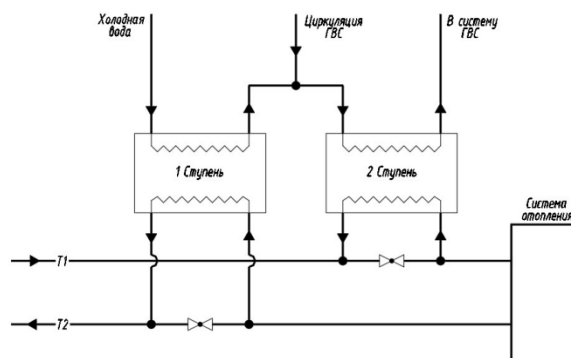 Холодная
вода
Циркуляция
ГВС
В систему
ГВС
1 Ступень
2 Ступень
Система
отопления
Т1
Т2